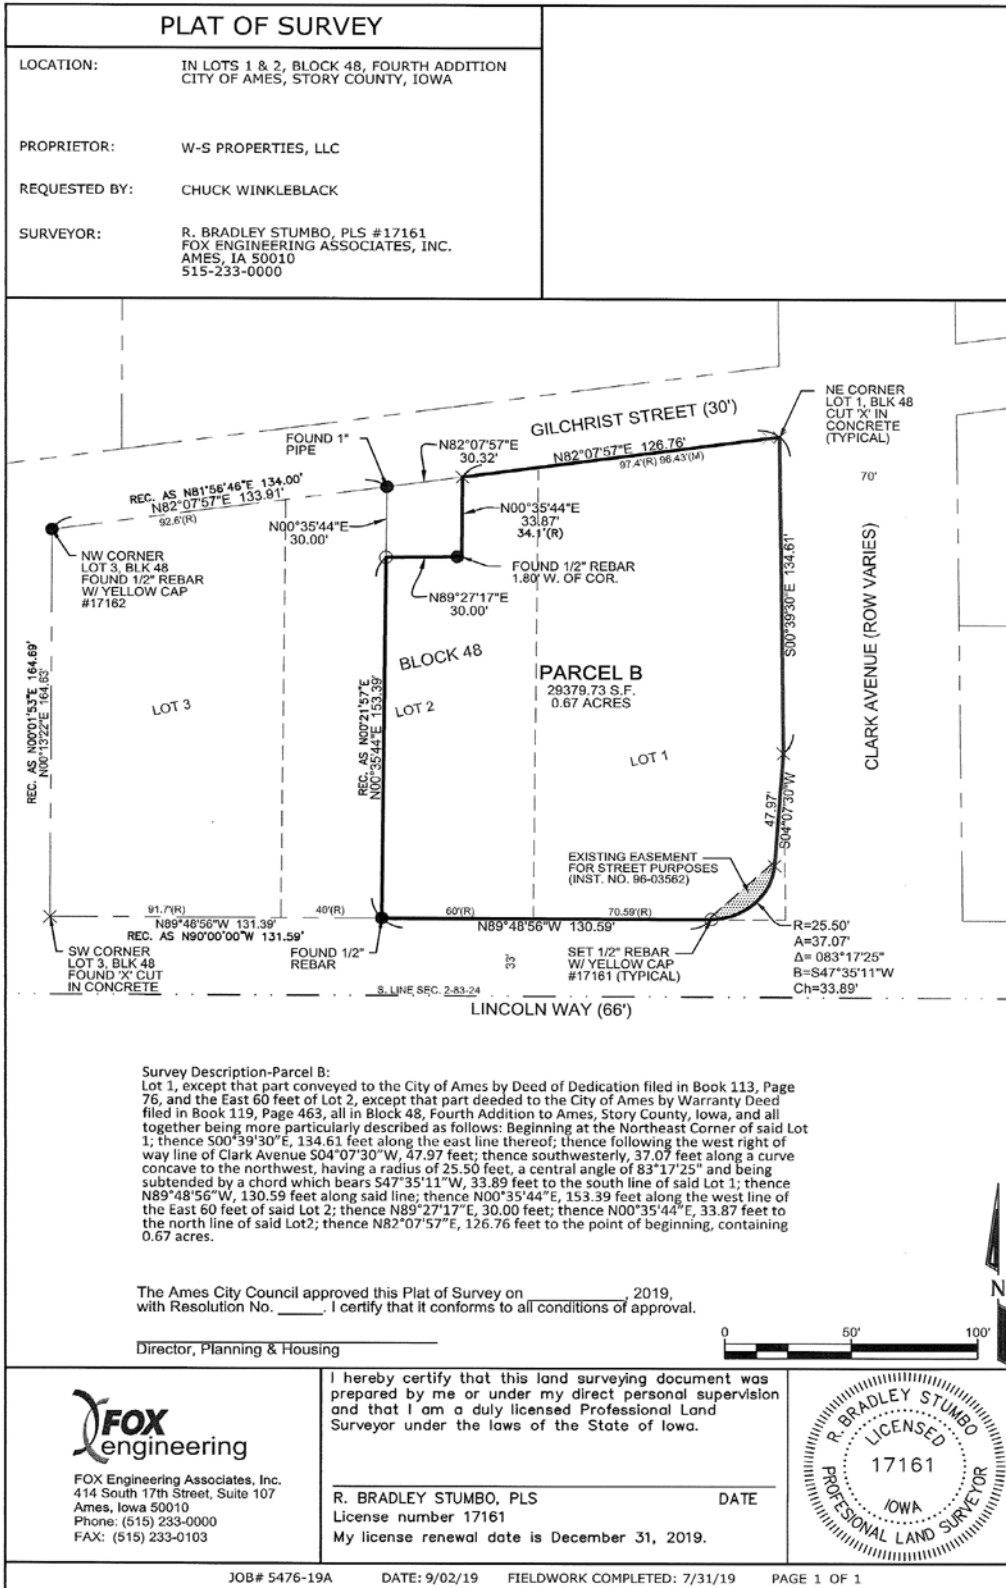 PLAT OF SURVEY
LOCATION: IN LOTS 1 & 2, BLOCK 48, FOURTH ADDITION
CITY OF AMES, STORY COUNTY, IOWA
PROPRIETOR: W-S PROPERTIES, LLC
REQUESTED BY: CHUCK WINKLEBLACK
SURVEYOR: R. BRADLEY STUMBO, PLS #17161
FOX ENGINEERING ASSOCIATES, INC.
AMES, IA 50010
515-233-0000
GILCHRIST STREET (30')
NE CORNER
LOT 1, BLK 48
CUT 'X' IN
CONCRETE
(TYPICAL)
FOUND 1"
PIPE
N82°07'57"E
30.32'
N82°07'57"E 126.76'
97.4'(R) 96.43'(M)
70'
REC. AS N81°56'46"E 134.00'
N82°07'57"E 133.91'
92.6'(R)
N00°35'44"E
30.00'
N00°35'44"E
33.87'
34.1'(R)
NW CORNER
LOT 3, BLK 48
FOUND 1/2" REBAR
W/ YELLOW CAP
#17162
FOUND 1/2" REBAR
1.80' W. OF COR.
N89°27'17"E
30.00'
S00°39'30"E 134.61'
CLARK AVENUE (ROW VARIES)
BLOCK 48
PARCEL B
29379.73 S.F.
0.67 ACRES
REC. AS N00°01'53"E 164.69'
N00°13'22"E 164.63'
LOT 3
REC. AS N00°21'57"E
N00°35'44"E 153.39'
LOT 2
LOT 1
47.97'
S04°07'30"W
EXISTING EASEMENT
FOR STREET PURPOSES
(INST. NO. 96-03562)
91.7'(R)
40'(R)
60'(R)
70.59'(R)
N89°48'56"W 131.39'
REC. AS N90°00'00"W 131.59'
N89°48'56"W 130.59'
R=25.50'
A=37.07'
Δ= 083°17'25"
B=S47°35'11"W
Ch=33.89'
SW CORNER
LOT 3, BLK 48
FOUND 'X' CUT
IN CONCRETE
FOUND 1/2"
REBAR
33'
SET 1/2" REBAR
W/ YELLOW CAP
#17161 (TYPICAL)
S. LINE SEC. 2-83-24
LINCOLN WAY (66')
Survey Description-Parcel B:
Lot 1, except that part conveyed to the City of Ames by Deed of Dedication filed in Book 113, Page
76, and the East 60 feet of Lot 2, except that part deeded to the City of Ames by Warranty Deed
filed in Book 119, Page 463, all in Block 48, Fourth Addition to Ames, Story County, Iowa, and all
together being more particularly described as follows: Beginning at the Northeast Corner of said Lot
1; thence S00°39'30"E, 134.61 feet along the east line thereof; thence following the west right of
way line of Clark Avenue S04°07'30"W, 47.97 feet; thence southwesterly, 37.07 feet along a curve
concave to the northwest, having a radius of 25.50 feet, a central angle of 83°17'25" and being
subtended by a chord which bears S47°35'11"W, 33.89 feet to the south line of said Lot 1; thence
N89°48'56"W, 130.59 feet along said line; thence N00°35'44"E, 153.39 feet along the west line of
the East 60 feet of said Lot 2; thence N89°27'17"E, 30.00 feet; thence N00°35'44"E, 33.87 feet to
the north line of said Lot2; thence N82°07'57"E, 126.76 feet to the point of beginning, containing
0.67 acres.
The Ames City Council approved this Plat of Survey on ____________, 2019,
with Resolution No. ______. I certify that it conforms to all conditions of approval.
Director, Planning & Housing
0 50' 100'
N
FOX
engineering
FOX Engineering Associates, Inc.
414 South 17th Street, Suite 107
Ames, Iowa 50010
Phone: (515) 233-0000
FAX: (515) 233-0103
I hereby certify that this land surveying document was
prepared by me or under my direct personal supervision
and that I am a duly licensed Professional Land
Surveyor under the laws of the State of Iowa.
R. BRADLEY STUMBO, PLS DATE
License number 17161
My license renewal date is December 31, 2019.
R. BRADLEY STUMBO
LICENSED
17161
IOWA
PROFESIONAL LAND SURVEYOR
JOB# 5476-19A DATE: 9/02/19 FIELDWORK COMPLETED: 7/31/19 PAGE 1 OF 1